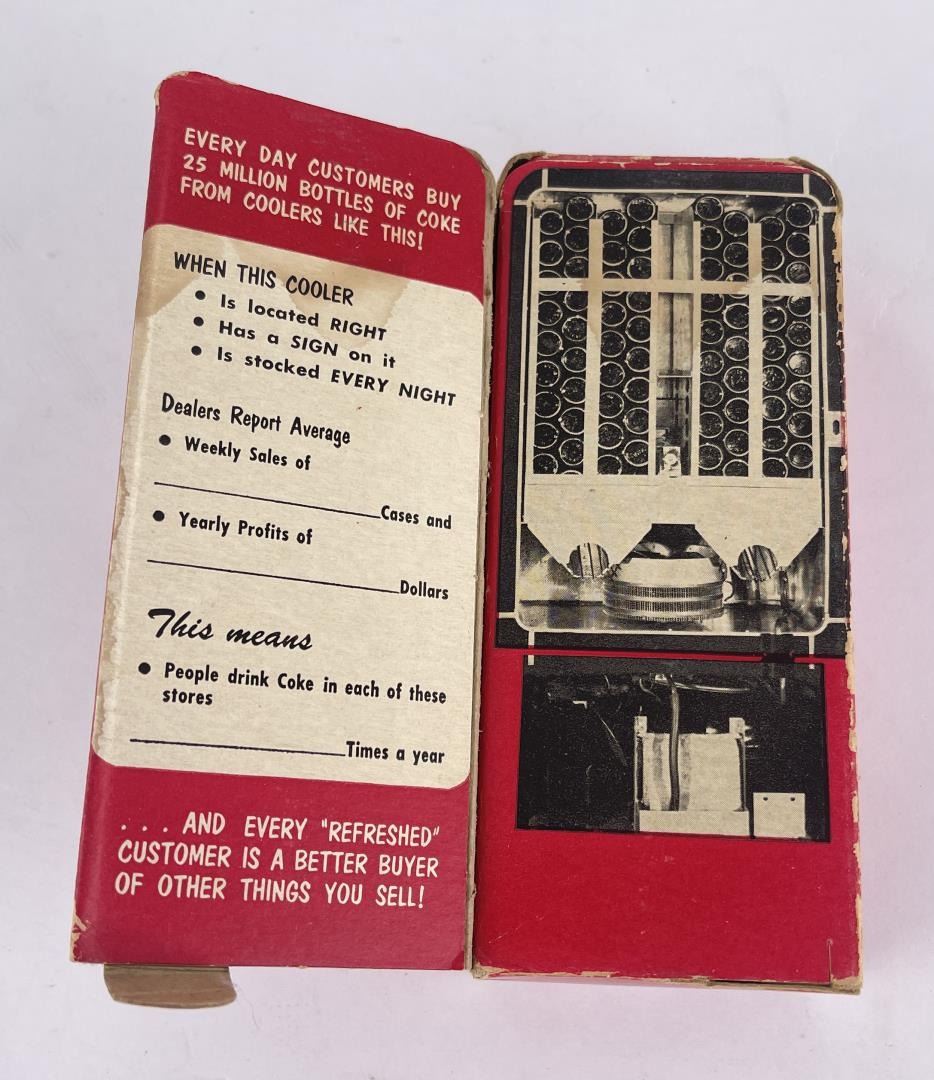 EVERY DAY CUSTOMERS BUY
25 MILLION BOTTLES OF COKE
FROM COOLERS LIKE THIS!
WHEN THIS COOLER
• Is located RIGHT
• Has a SIGN on it
• Is stocked EVERY NIGHT
Dealers Report Average
• Weekly Sales of
____________________Cases and
• Yearly Profits of
____________________Dollars
This means
• People drink Coke in each of these
stores
____________________Times a year
. . . AND EVERY "REFRESHED"
CUSTOMER IS A BETTER BUYER
OF OTHER THINGS YOU SELL!